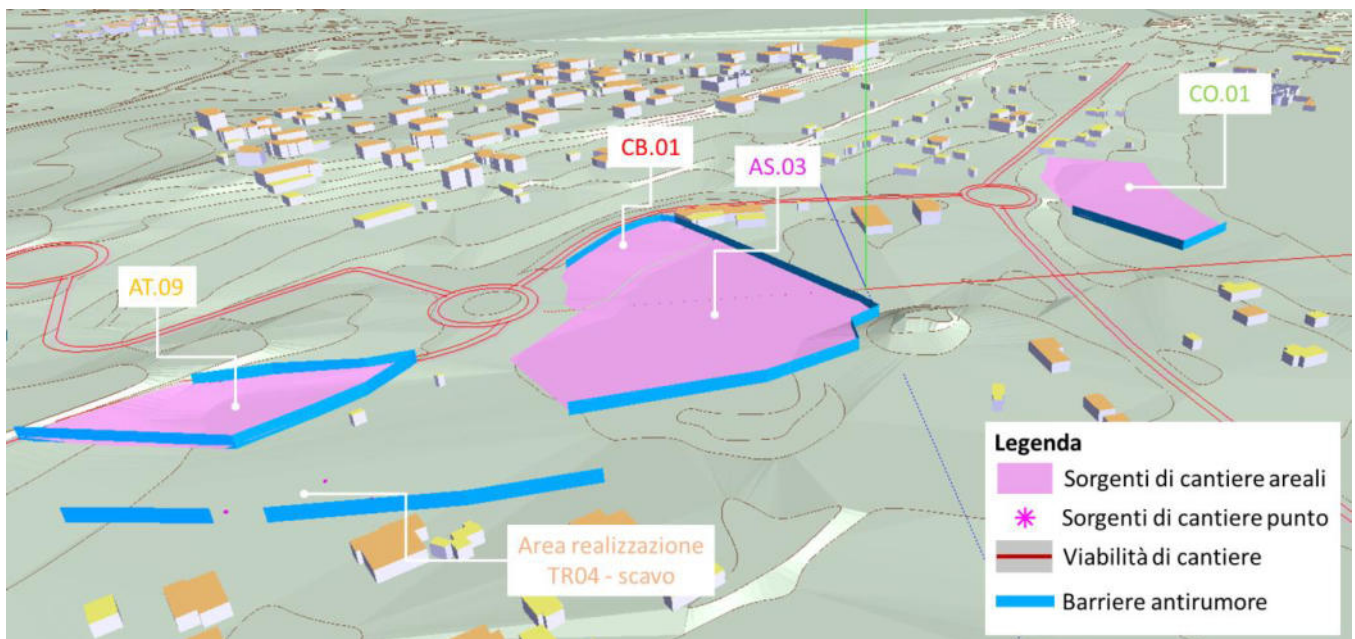 CO.01
CB.01
AS.03
AT.09
Area realizzazione
TR04 - scavo
Legenda
Sorgenti di cantiere areali
Sorgenti di cantiere punto
Viabilità di cantiere
Barriere antirumore